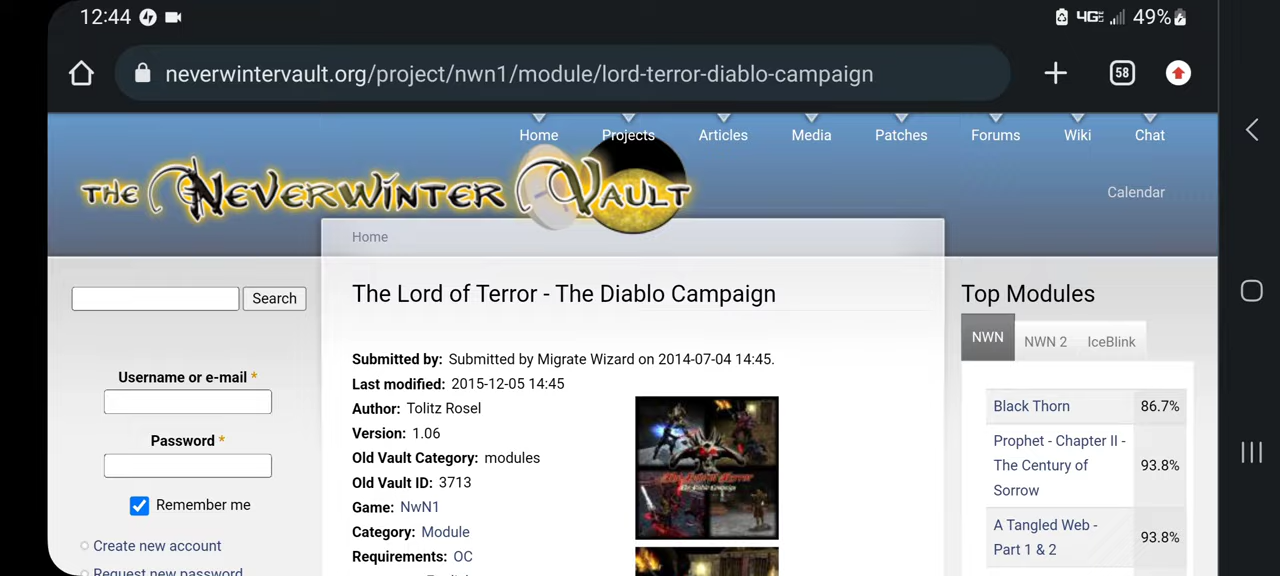 12:44
4G
49%
neverwintervault.org/project/nwn1/module/lord-terror-diablo-campaign
58
Home
Projects
Articles
Media
Patches
Forums
Wiki
Chat
THE NEVERWINTER VAULT
Calendar
Home
Search
The Lord of Terror - The Diablo Campaign
Top Modules
NWN
NWN 2
IceBlink
Submitted by: Submitted by Migrate Wizard on 2014-07-04 14:45.
Last modified: 2015-12-05 14:45
Author: Tolitz Rosel
Version: 1.06
Old Vault Category: modules
Old Vault ID: 3713
Game: NwN1
Category: Module
Requirements: OC
Username or e-mail *
Password *
Remember me
Create new account
Request new password
Black Thorn 86.7%
Prophet - Chapter II -
The Century of 93.8%
Sorrow
A Tangled Web -
Part 1 & 2 93.8%